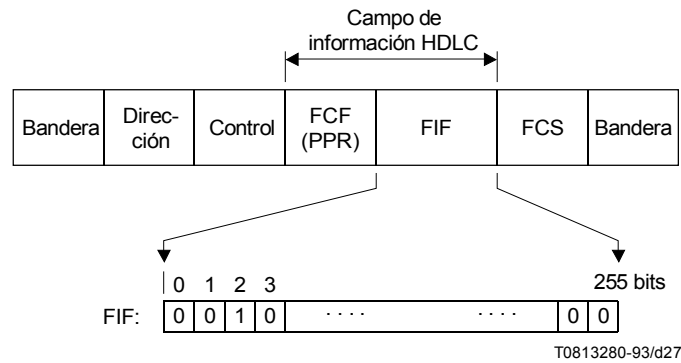 Campo de
información HDLC
Bandera
Direc-
ción
Control
FCF
(PPR)
FIF
FCS
Bandera
0 1 2 3 255 bits
FIF: 0 0 1 0 .... .... 0 0
T0813280-93/d27